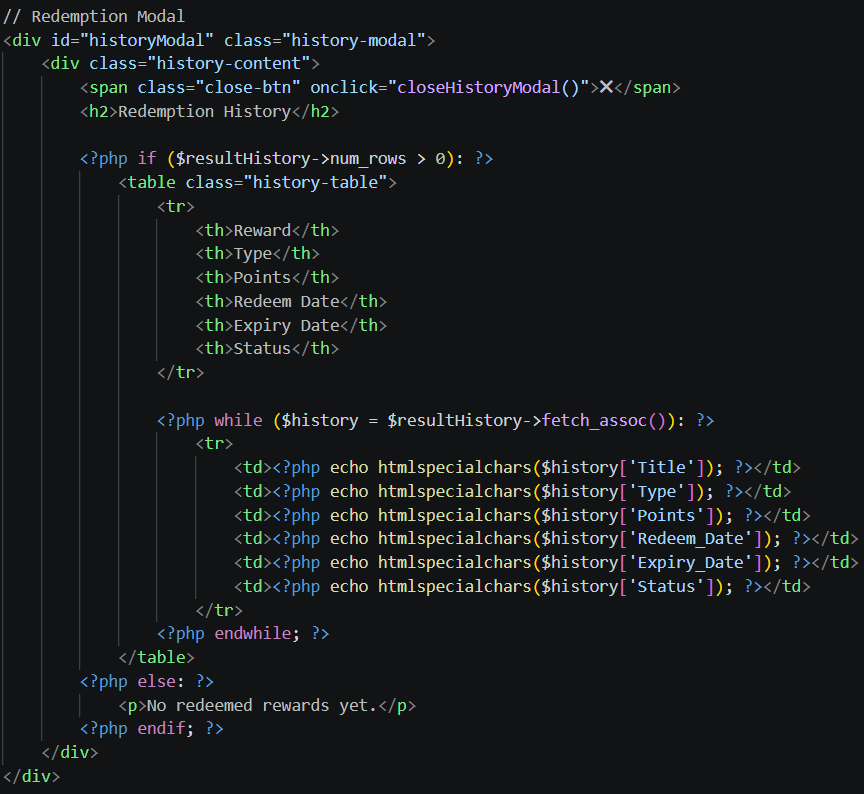 // Redemption Modal
<div id="historyModal" class="history-modal">
    <div class="history-content">
        <span class="close-btn" onclick="closeHistoryModal()">❌</span>
        <h2>Redemption History</h2>

        <?php if ($resultHistory->num_rows > 0): ?>
            <table class="history-table">
                <tr>
                    <th>Reward</th>
                    <th>Type</th>
                    <th>Points</th>
                    <th>Redeem Date</th>
                    <th>Expiry Date</th>
                    <th>Status</th>
                </tr>

                <?php while ($history = $resultHistory->fetch_assoc()): ?>
                    <tr>
                        <td><?php echo htmlspecialchars($history['Title']); ?></td>
                        <td><?php echo htmlspecialchars($history['Type']); ?></td>
                        <td><?php echo htmlspecialchars($history['Points']); ?></td>
                        <td><?php echo htmlspecialchars($history['Redeem_Date']); ?></td>
                        <td><?php echo htmlspecialchars($history['Expiry_Date']); ?></td>
                        <td><?php echo htmlspecialchars($history['Status']); ?></td>
                    </tr>
                <?php endwhile; ?>
            </table>
        <?php else: ?>
            <p>No redeemed rewards yet.</p>
        <?php endif; ?>
    </div>
</div>